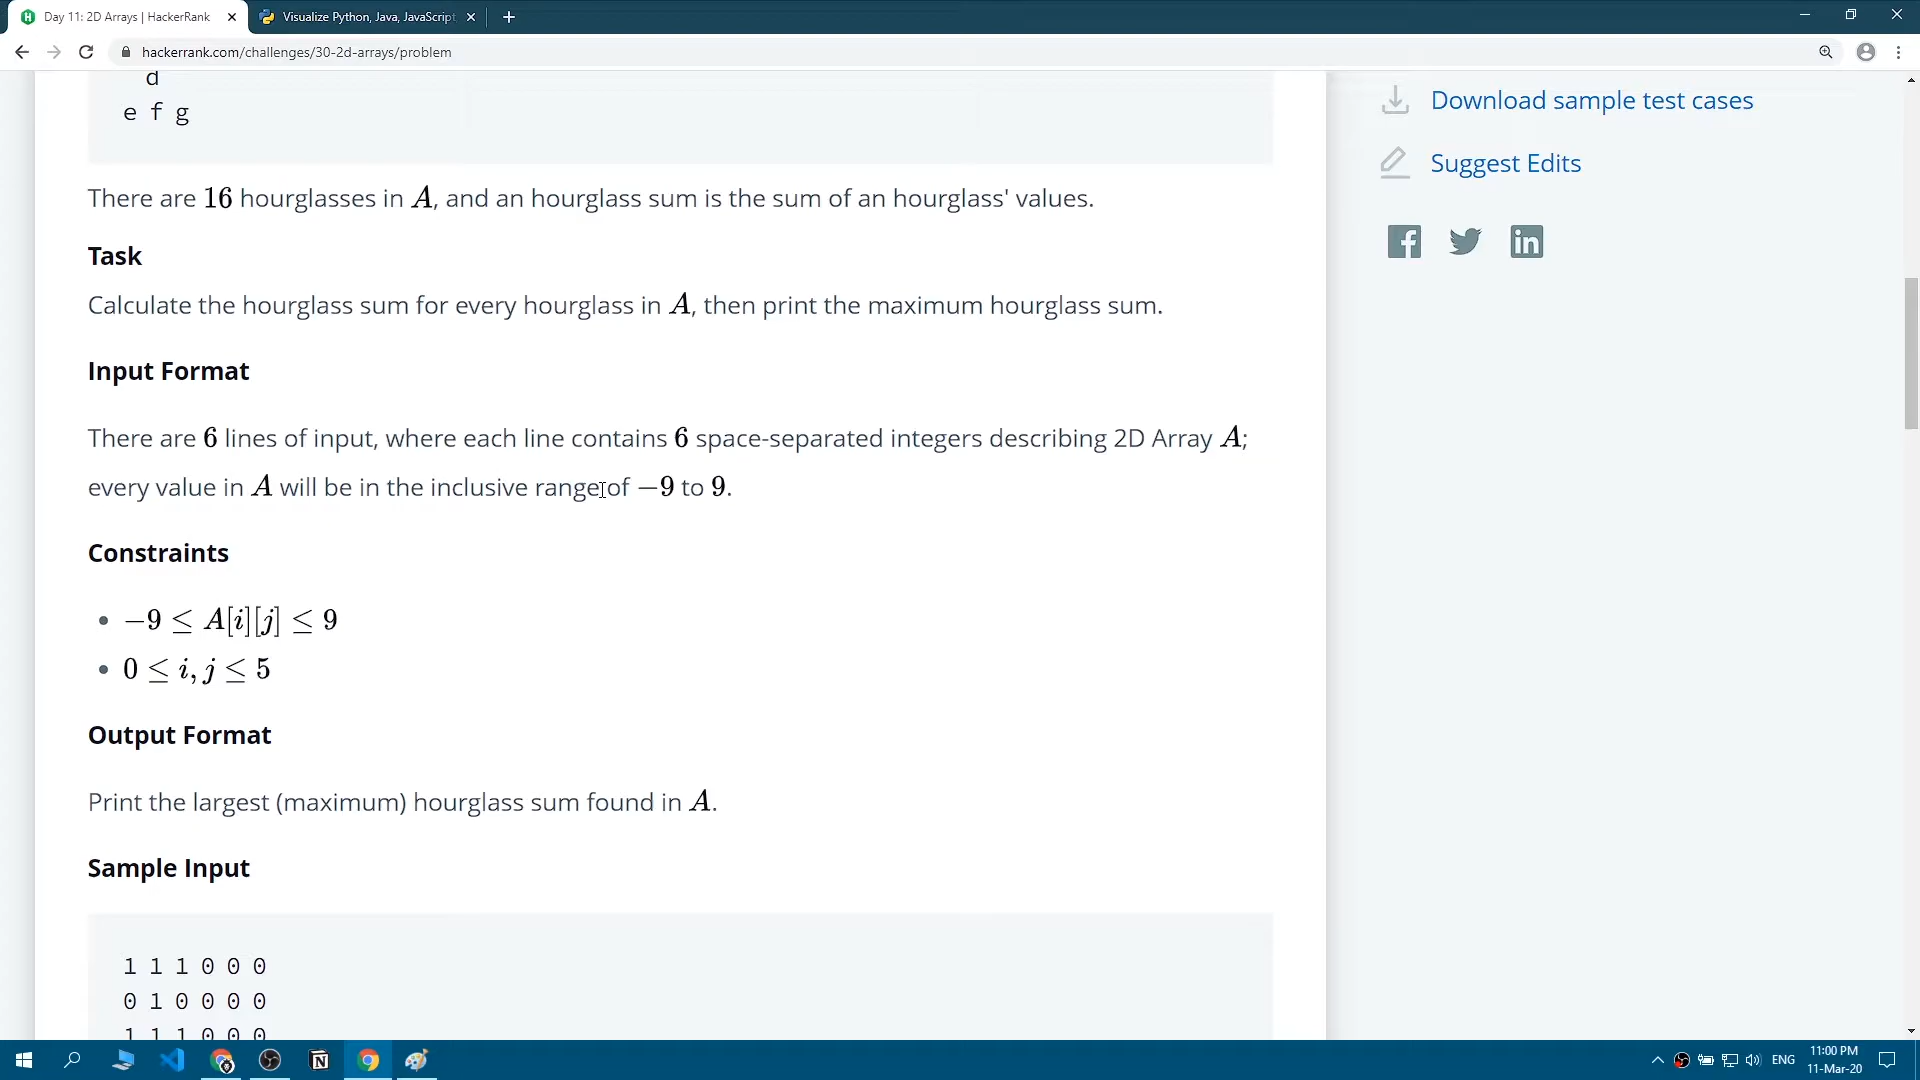 Day 11: 2D Arrays | HackerRank
Visualize Python, Java, JavaScript
hackerrank.com/challenges/30-2d-arrays/problem
d
e f g
There are 16 hourglasses in A, and an hourglass sum is the sum of an hourglass' values.
Task
Calculate the hourglass sum for every hourglass in A, then print the maximum hourglass sum.
Input Format
There are 6 lines of input, where each line contains 6 space-separated integers describing 2D Array A;
every value in A will be in the inclusive range of −9 to 9.
Constraints
• −9 ≤ A[i][j] ≤ 9
• 0 ≤ i, j ≤ 5
Output Format
Print the largest (maximum) hourglass sum found in A.
Sample Input
1 1 1 0 0 0
0 1 0 0 0 0
1 1 1 0 0 0
Download sample test cases
Suggest Edits
ENG
11:00 PM
11-Mar-20